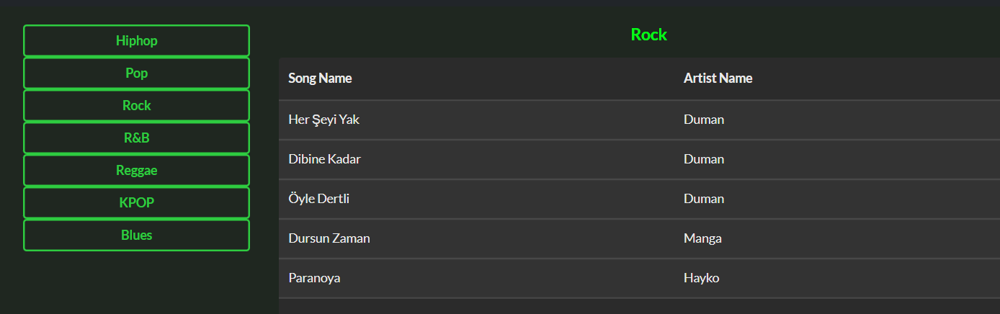 Hiphop
Pop
Rock
R&B
Reggae
KPOP
Blues
Rock
Song Name Artist Name
Her Şeyi Yak Duman
Dibine Kadar Duman
Öyle Dertli Duman
Dursun Zaman Manga
Paranoya Hayko